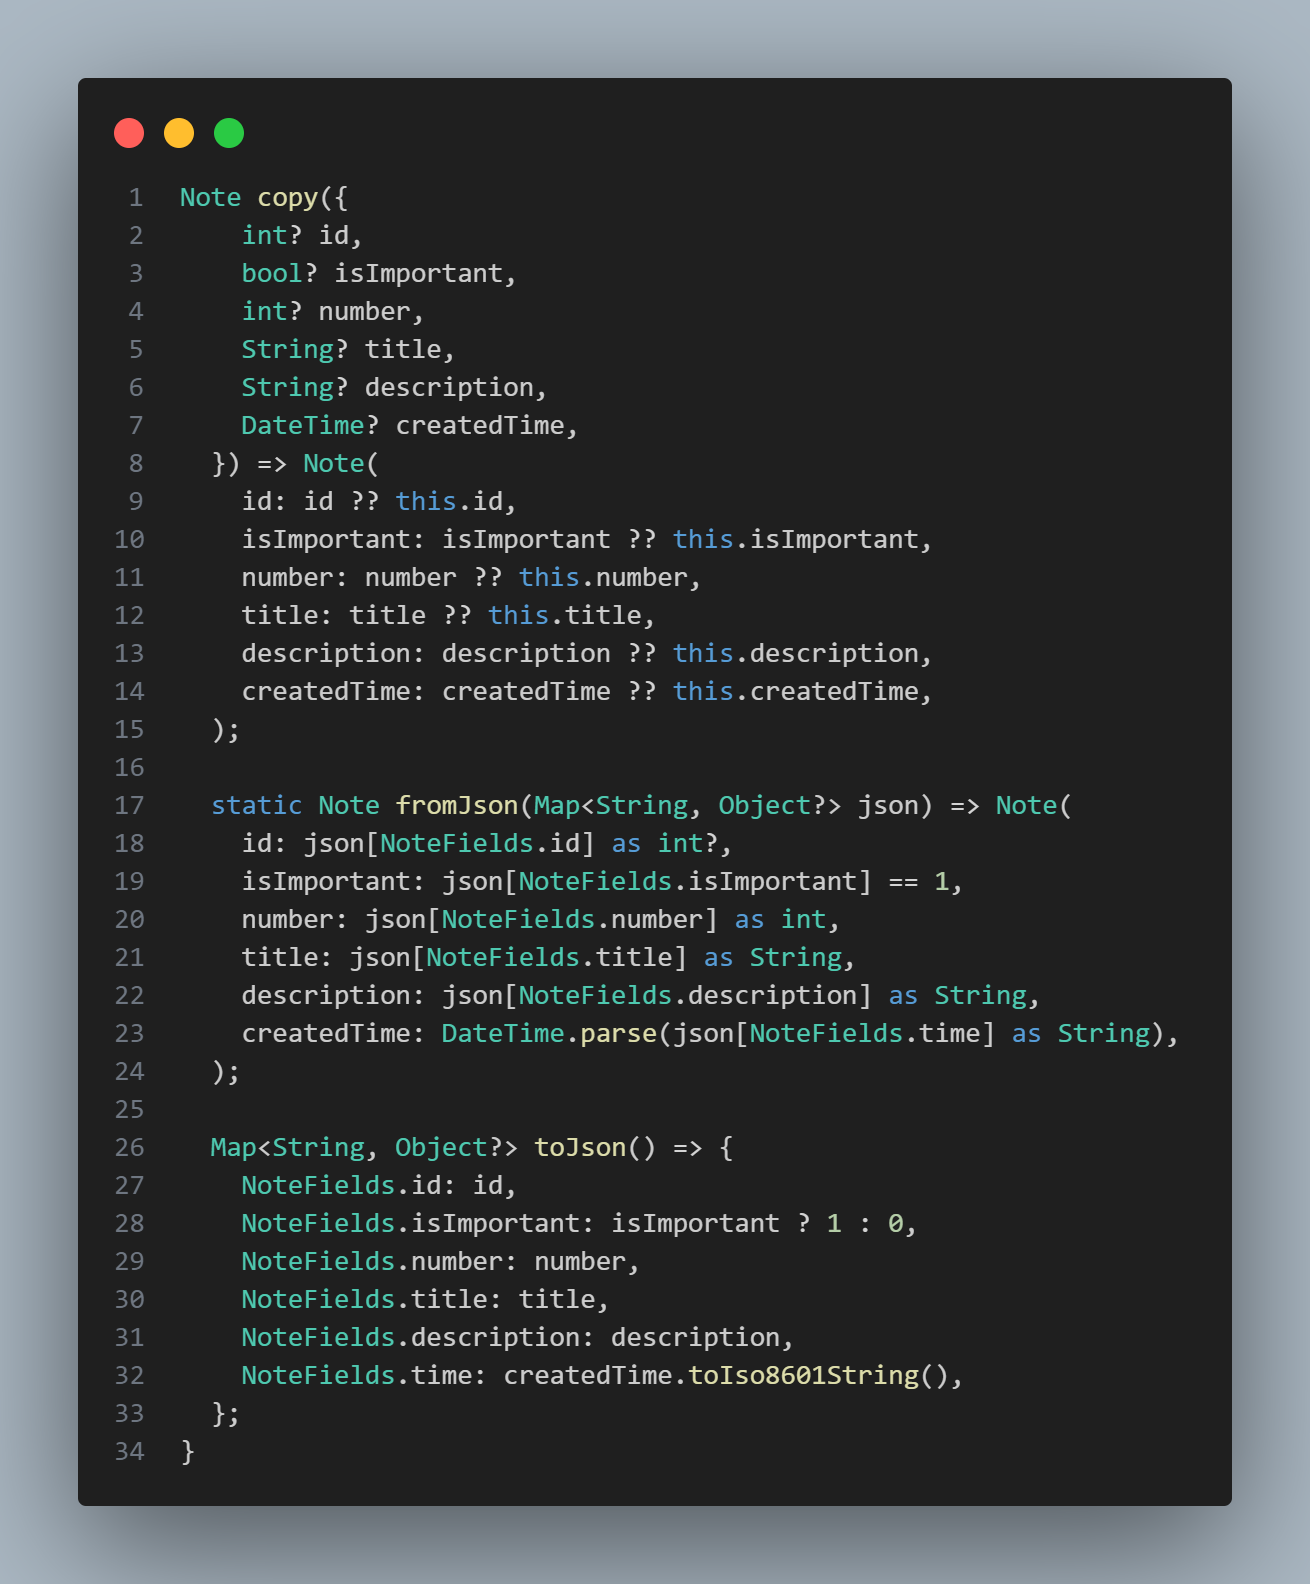 1 Note copy({
2     int? id,
3     bool? isImportant,
4     int? number,
5     String? title,
6     String? description,
7     DateTime? createdTime,
8   }) => Note(
9     id: id ?? this.id,
10     isImportant: isImportant ?? this.isImportant,
11     number: number ?? this.number,
12     title: title ?? this.title,
13     description: description ?? this.description,
14     createdTime: createdTime ?? this.createdTime,
15   );
16
17   static Note fromJson(Map<String, Object?> json) => Note(
18     id: json[NoteFields.id] as int?,
19     isImportant: json[NoteFields.isImportant] == 1,
20     number: json[NoteFields.number] as int,
21     title: json[NoteFields.title] as String,
22     description: json[NoteFields.description] as String,
23     createdTime: DateTime.parse(json[NoteFields.time] as String),
24   );
25
26   Map<String, Object?> toJson() => {
27     NoteFields.id: id,
28     NoteFields.isImportant: isImportant ? 1 : 0,
29     NoteFields.number: number,
30     NoteFields.title: title,
31     NoteFields.description: description,
32     NoteFields.time: createdTime.toIso8601String(),
33   };
34 }